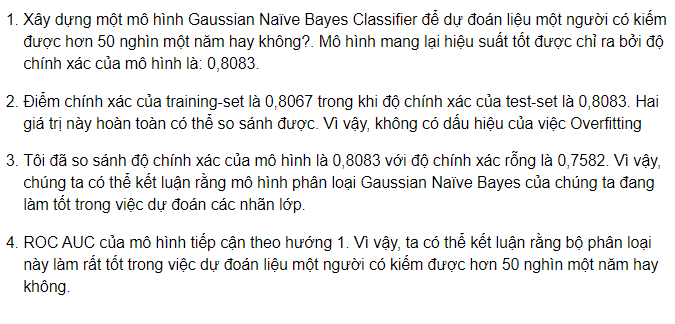 1. Xây dựng một mô hình Gaussian Naïve Bayes Classifier để dự đoán liệu một người có kiếm
được hơn 50 nghìn một năm hay không?. Mô hình mang lại hiệu suất tốt được chỉ ra bởi độ
chính xác của mô hình là: 0,8083.
2. Điểm chính xác của training-set là 0,8067 trong khi độ chính xác của test-set là 0,8083. Hai
giá trị này hoàn toàn có thể so sánh được. Vì vậy, không có dấu hiệu của việc Overfitting
3. Tôi đã so sánh độ chính xác của mô hình là 0,8083 với độ chính xác rỗng là 0,7582. Vì vậy,
chúng ta có thể kết luận rằng mô hình phân loại Gaussian Naïve Bayes của chúng ta đang
làm tốt trong việc dự đoán các nhãn lớp.
4. ROC AUC của mô hình tiếp cận theo hướng 1. Vì vậy, ta có thể kết luận rằng bộ phân loại
này làm rất tốt trong việc dự đoán liệu một người có kiếm được hơn 50 nghìn một năm hay
không.